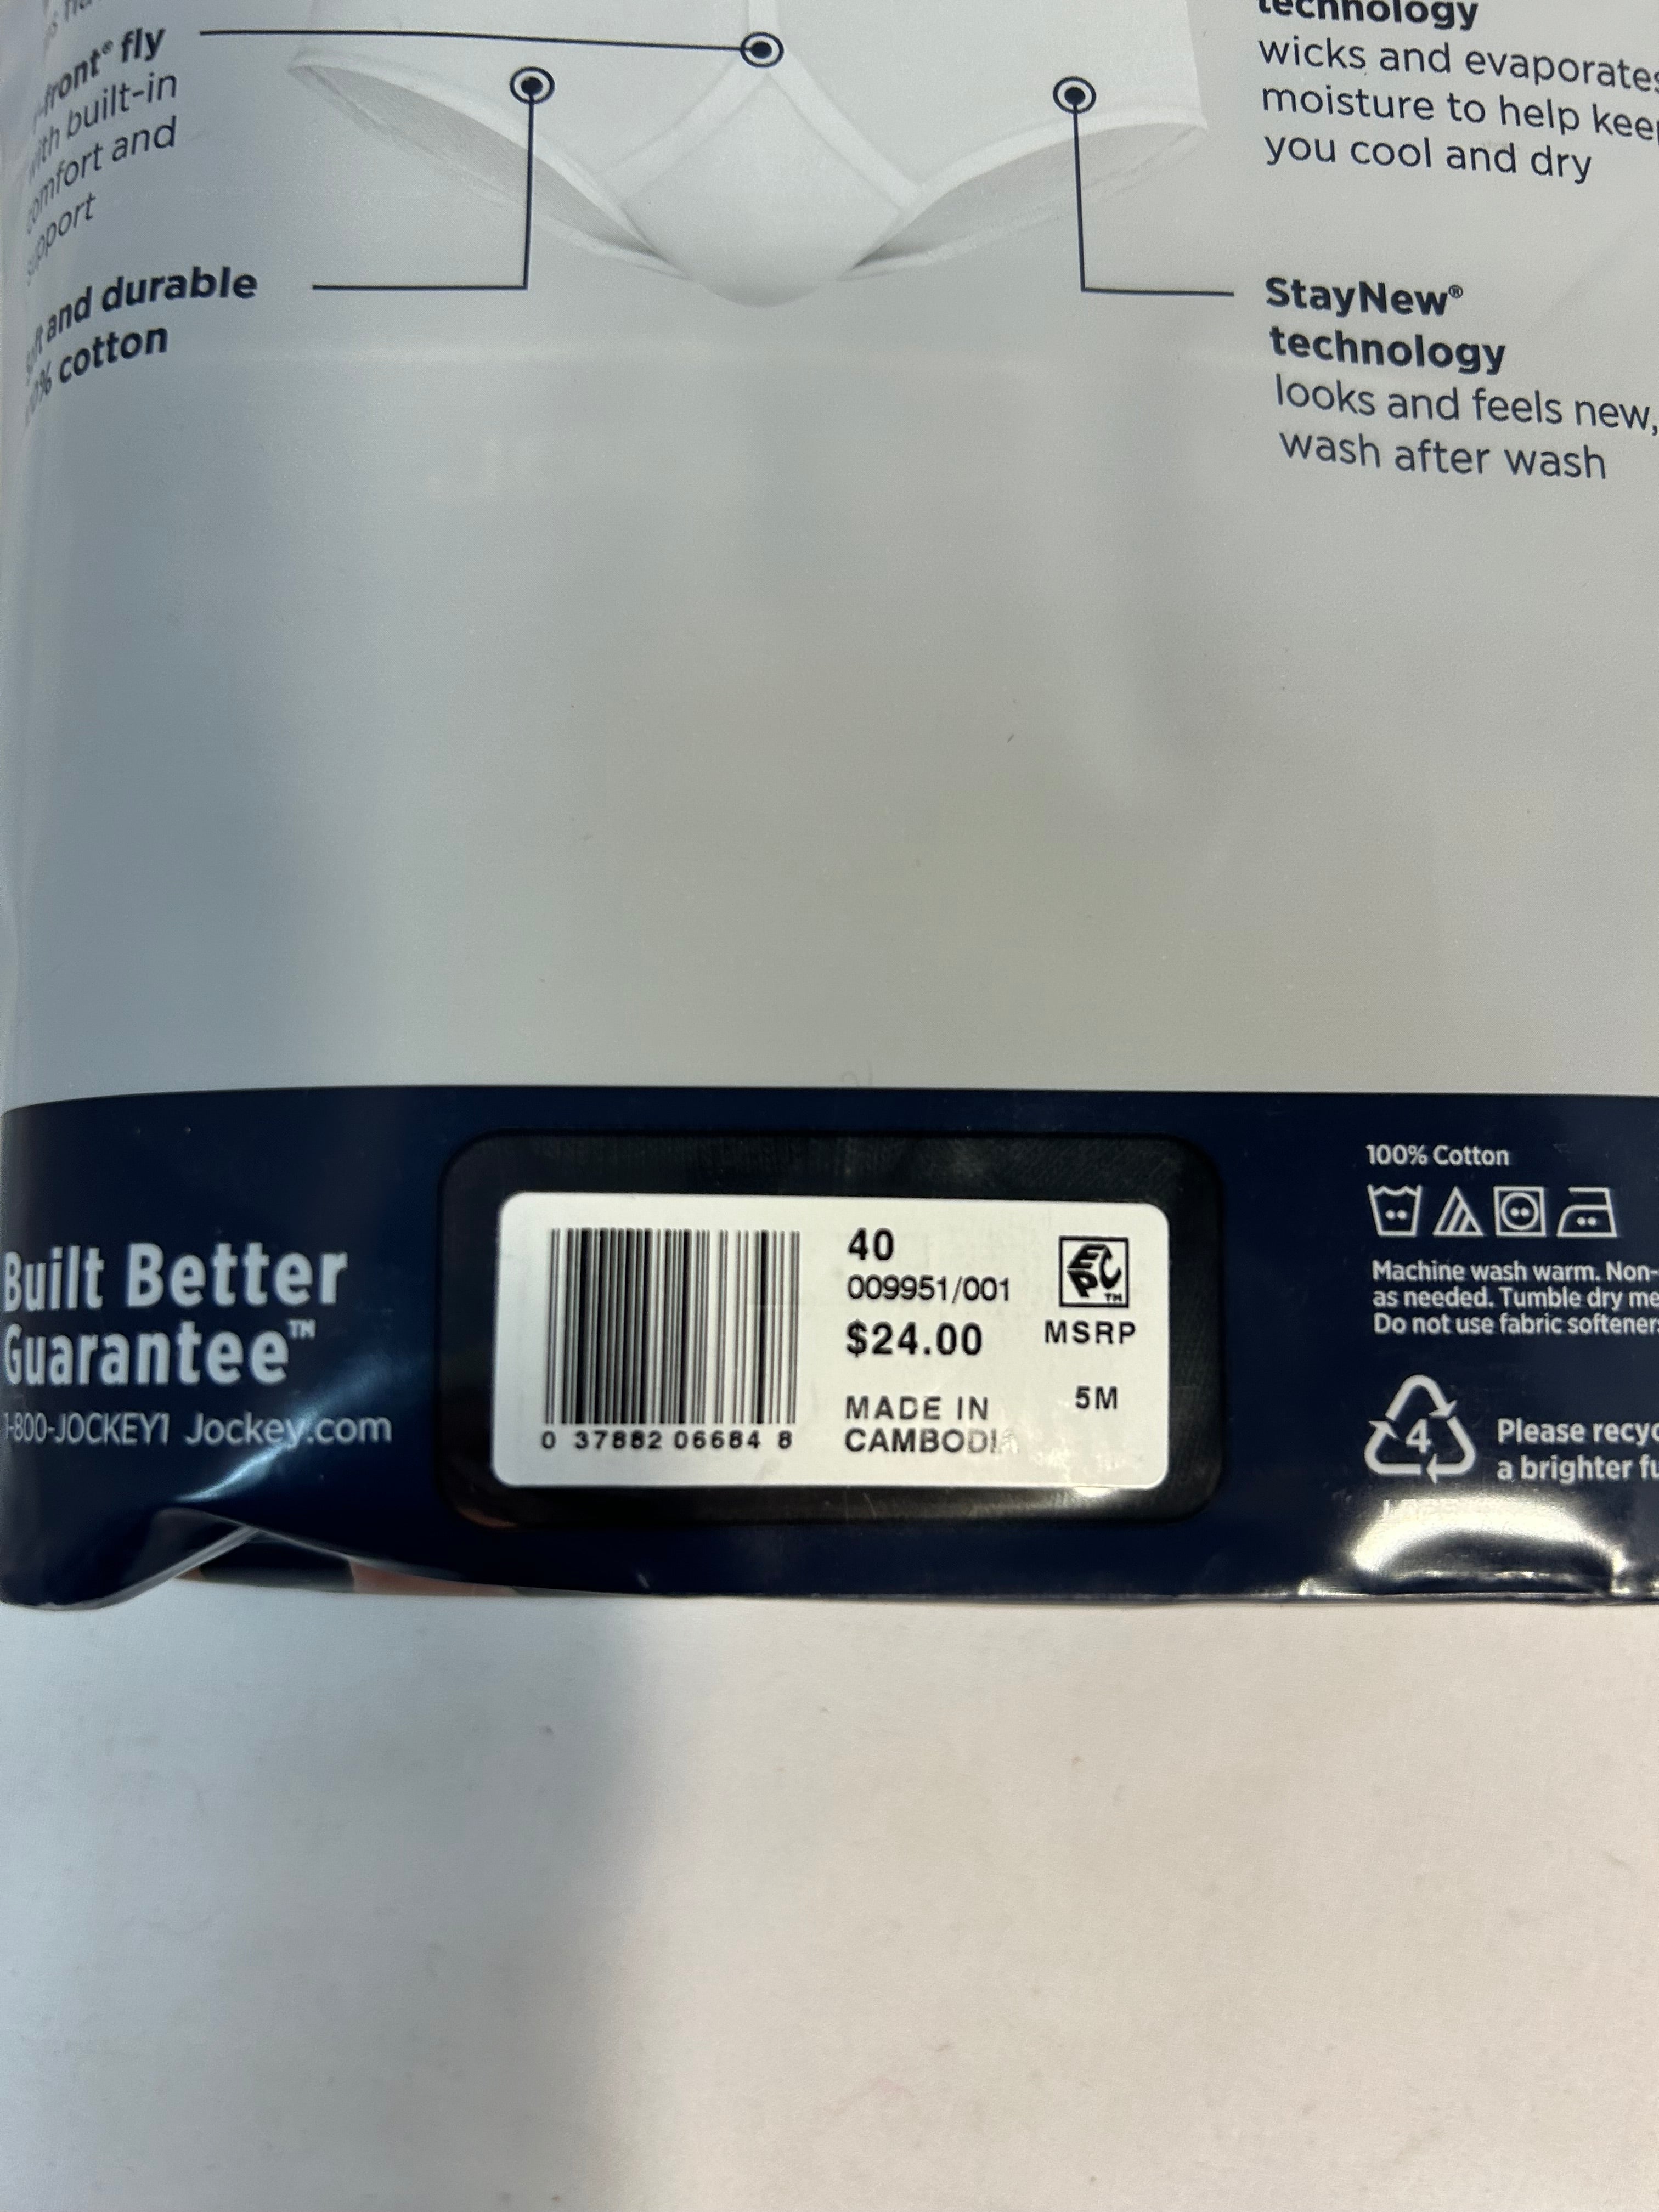 front® fly
with built-in
comfort and
support
and durable
cotton
technology
wicks and evaporates
moisture to help keep
you cool and dry
StayNew®
technology
looks and feels new,
wash after wash
Built Better
Guarantee™
1-800-JOCKEY1 Jockey.com
0 37882 06684 8
40
009951/001
$24.00
MADE IN
CAMBODIA
EPC™
MSRP
5M
100% Cotton
Machine wash warm. Non-
as needed. Tumble dry me
Do not use fabric softener
4
Please recyc
a brighter fu